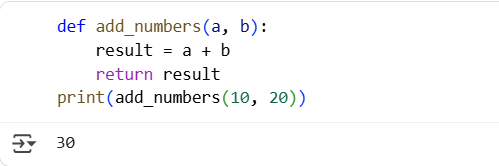 def add_numbers(a, b):
    result = a + b
    return result
print(add_numbers(10, 20))
30